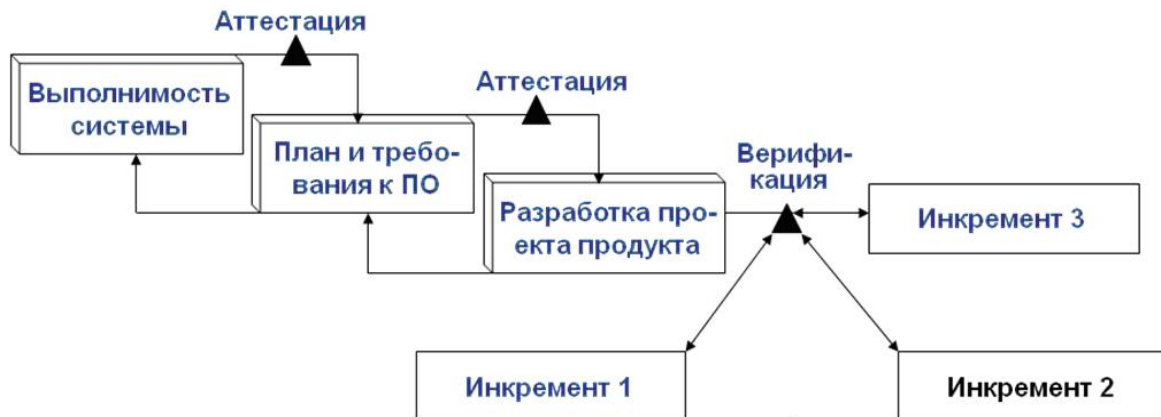 Аттестация
Выполнимость
системы
Аттестация
План и требо-
вания к ПО
Верифи-
кация
Разработка про-
екта продукта
Инкремент 3
Инкремент 1
Инкремент 2